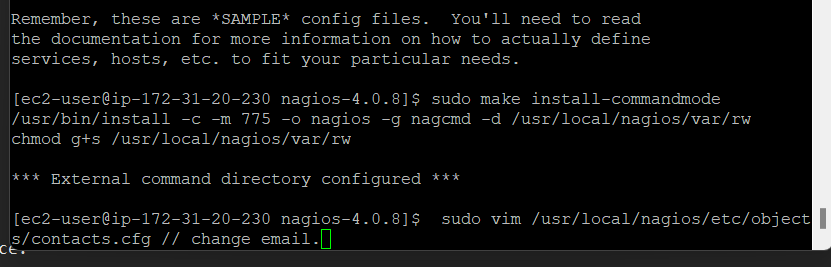 Remember, these are *SAMPLE* config files.  You'll need to read
the documentation for more information on how to actually define
services, hosts, etc. to fit your particular needs.
[ec2-user@ip-172-31-20-230 nagios-4.0.8]$ sudo make install-commandmode
/usr/bin/install -c -m 775 -o nagios -g nagcmd -d /usr/local/nagios/var/rw
chmod g+s /usr/local/nagios/var/rw
*** External command directory configured ***
[ec2-user@ip-172-31-20-230 nagios-4.0.8]$  sudo vim /usr/local/nagios/etc/object
s/contacts.cfg // change email.
ce.